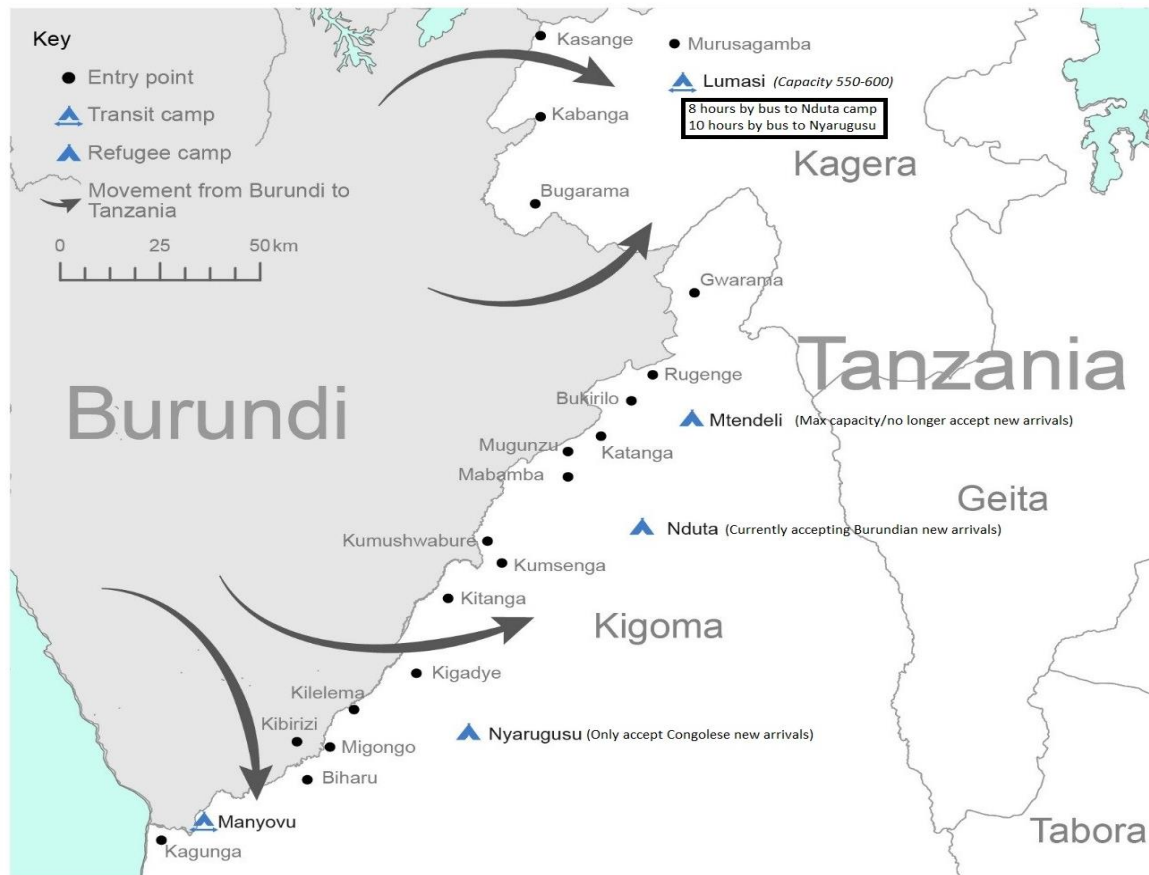 Key
Entry point
Transit camp
Refugee camp
Movement from Burundi to
Tanzania
0 25 50 km
Kasange
Murusagamba
Lumasi (Capacity 550-600)
8 hours by bus to Nduta camp
10 hours by bus to Nyarugusu
Kabanga
Kagera
Bugarama
Gwarama
Tanzania
Burundi
Rugenge
Bukirilo
Mtendeli (Max capacity/no longer accept new arrivals)
Mugunzu
Katanga
Mabamba
Geita
Nduta (Currently accepting Burundian new arrivals)
Kumushwabure
Kumsenga
Kitanga
Kigoma
Kigadye
Kilelema
Kibirizi
Nyarugusu (Only accept Congolese new arrivals)
Migongo
Biharu
Manyovu
Tabora
Kagunga